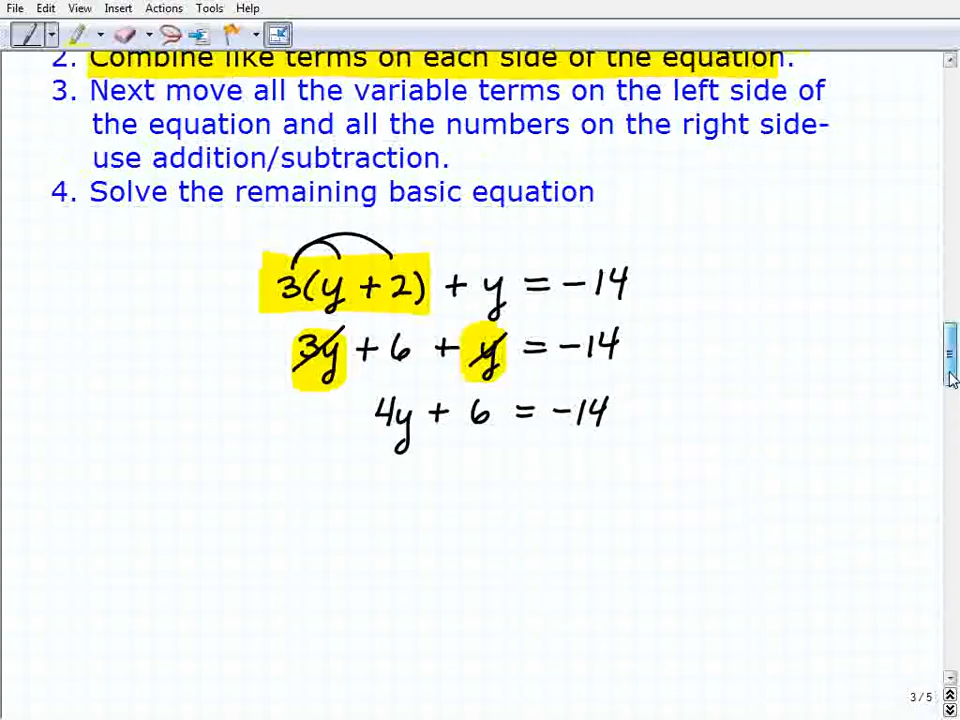 File Edit View Insert Actions Tools Help
2. Combine like terms on each side of the equation.
3. Next move all the variable terms on the left side of
the equation and all the numbers on the right side-
use addition/subtraction.
4. Solve the remaining basic equation
3(y + 2) + y = -14
3y + 6 + y = -14
4y + 6 = -14
3/5